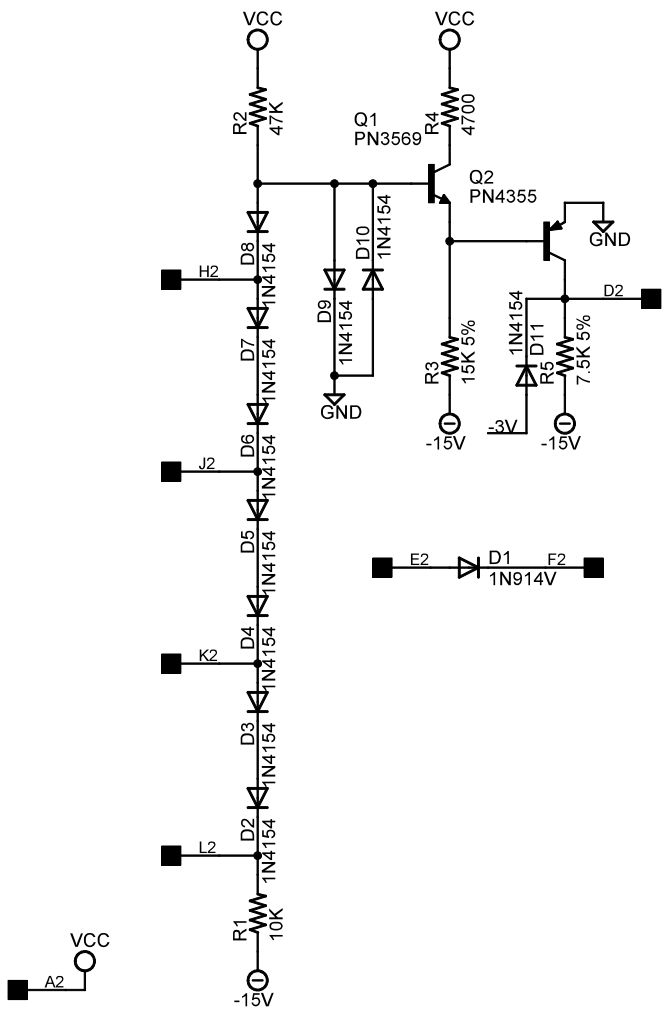 VCC
VCC
R2
47K
Q1
PN3569
R4
4700
Q2
PN4355
D8
1N4154
H2
D10
1N4154
D9
1N4154
GND
GND
D2
D7
1N4154
R3
15K 5%
-15V
1N4154
D11
-3V
R5
7.5K 5%
-15V
D6
1N4154
J2
D5
1N4154
E2
D1
1N914V
F2
D4
1N4154
K2
D3
1N4154
D2
1N4154
L2
R1
10K
-15V
VCC
A2